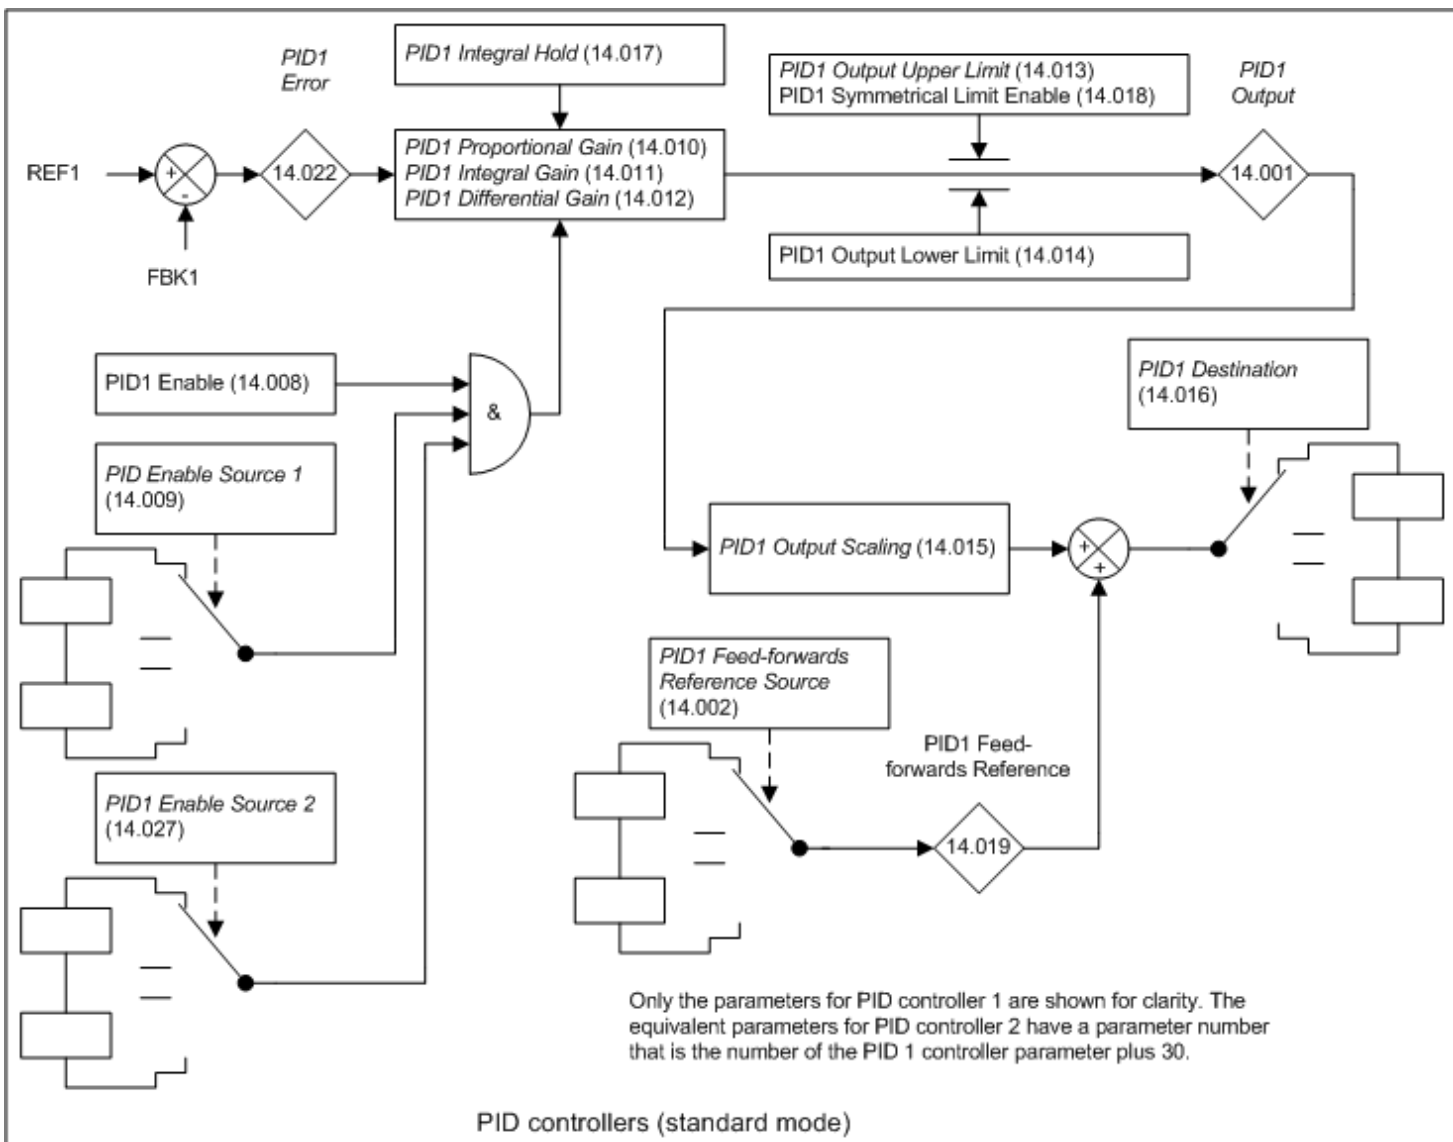 PID1
Error
PID1 Integral Hold (14.017)
PID1 Output Upper Limit (14.013)
PID1 Symmetrical Limit Enable (14.018)
PID1
Output
REF1
+
-
14.022
PID1 Proportional Gain (14.010)
PID1 Integral Gain (14.011)
PID1 Differential Gain (14.012)
14.001
PID1 Output Lower Limit (14.014)
FBK1
PID1 Enable (14.008)
&
PID1 Destination
(14.016)
PID Enable Source 1
(14.009)
PID1 Output Scaling (14.015)
+
+
PID1 Feed-forwards
Reference Source
(14.002)
PID1 Feed-
forwards Reference
PID1 Enable Source 2
(14.027)
14.019
Only the parameters for PID controller 1 are shown for clarity. The
equivalent parameters for PID controller 2 have a parameter number
that is the number of the PID 1 controller parameter plus 30.
PID controllers (standard mode)